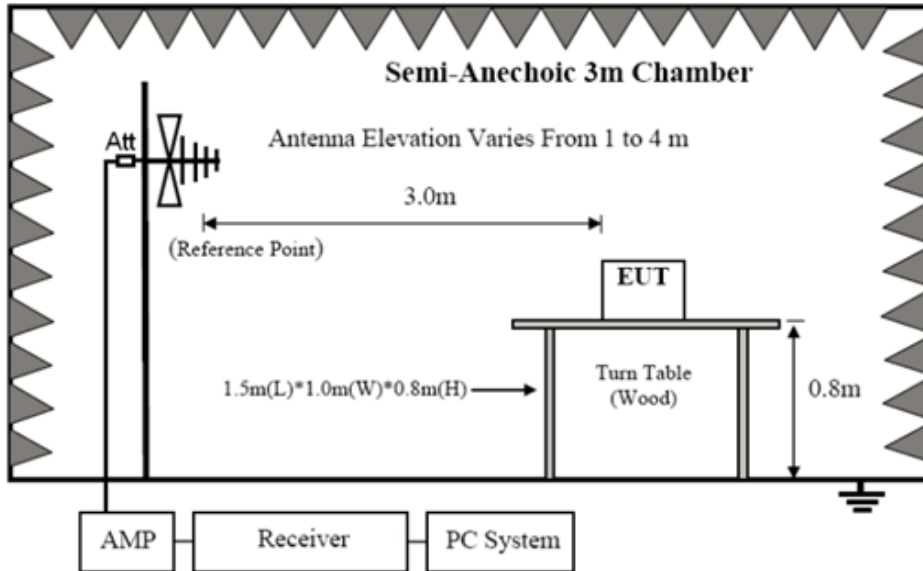 Semi-Anechoic 3m Chamber
Att
Antenna Elevation Varies From 1 to 4 m
3.0m
(Reference Point)
EUT
1.5m(L)*1.0m(W)*0.8m(H)
Turn Table
(Wood)
0.8m
AMP
Receiver
PC System